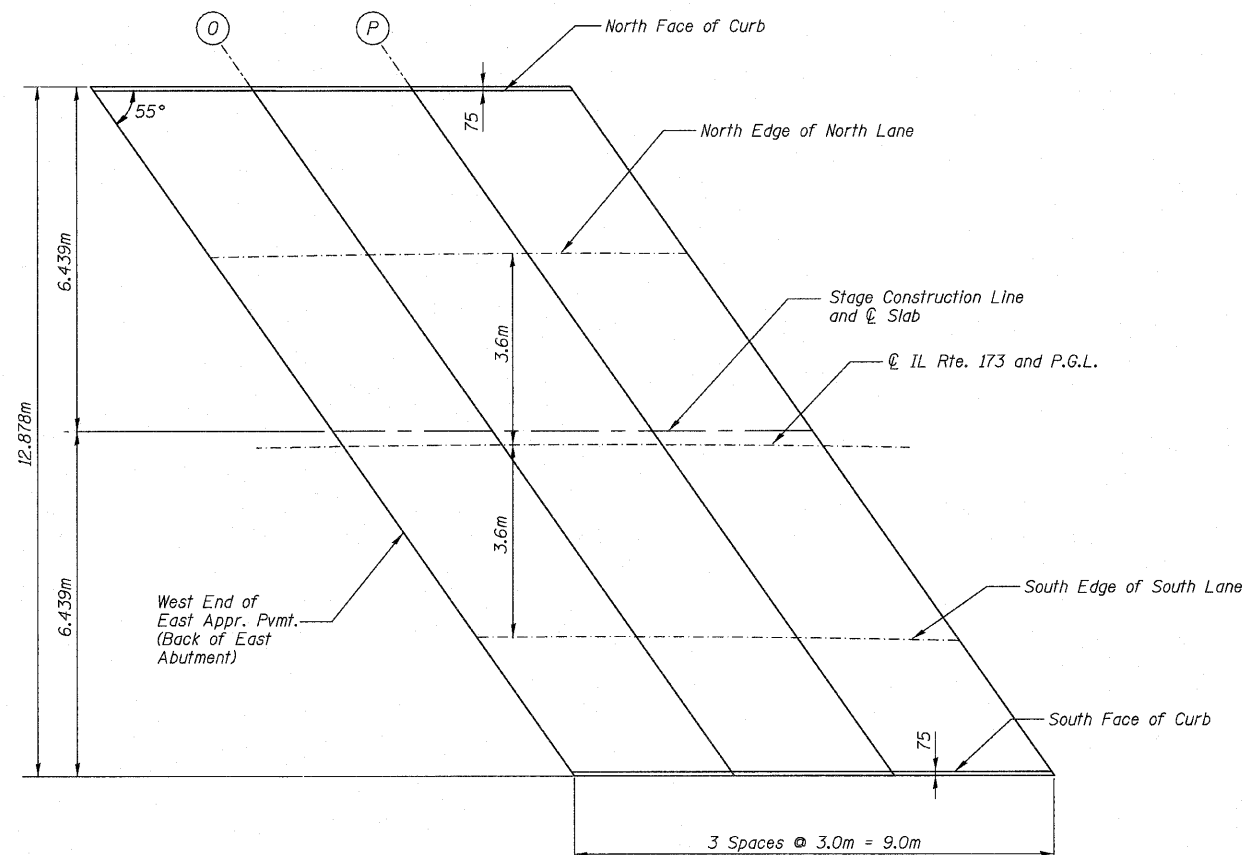 O
P
North Face of Curb
55°
75
North Edge of North Lane
6.439m
Stage Construction Line
and ℄ Slab
3.6m
℄ IL Rte. 173 and P.G.L.
12.878m
3.6m
6.439m
West End of
East Appr. Pvmt.
(Back of East
Abutment)
South Edge of South Lane
South Face of Curb
75
3 Spaces @ 3.0m = 9.0m